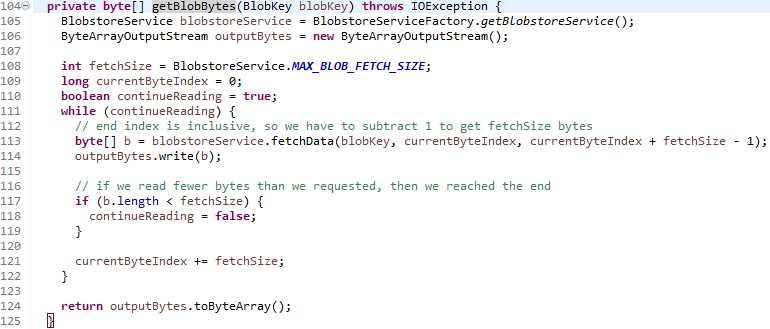 104 private byte[] getBlobBytes(BlobKey blobKey) throws IOException {
105 BlobstoreService blobstoreService = BlobstoreServiceFactory.getBlobstoreService();
106 ByteArrayOutputStream outputBytes = new ByteArrayOutputStream();
107
108 int fetchSize = BlobstoreService.MAX_BLOB_FETCH_SIZE;
109 long currentByteIndex = 0;
110 boolean continueReading = true;
111 while (continueReading) {
112 // end index is inclusive, so we have to subtract 1 to get fetchSize bytes
113 byte[] b = blobstoreService.fetchData(blobKey, currentByteIndex, currentByteIndex + fetchSize - 1);
114 outputBytes.write(b);
115
116 // if we read fewer bytes than we requested, then we reached the end
117 if (b.length < fetchSize) {
118 continueReading = false;
119 }
120
121 currentByteIndex += fetchSize;
122 }
123
124 return outputBytes.toByteArray();
125 }